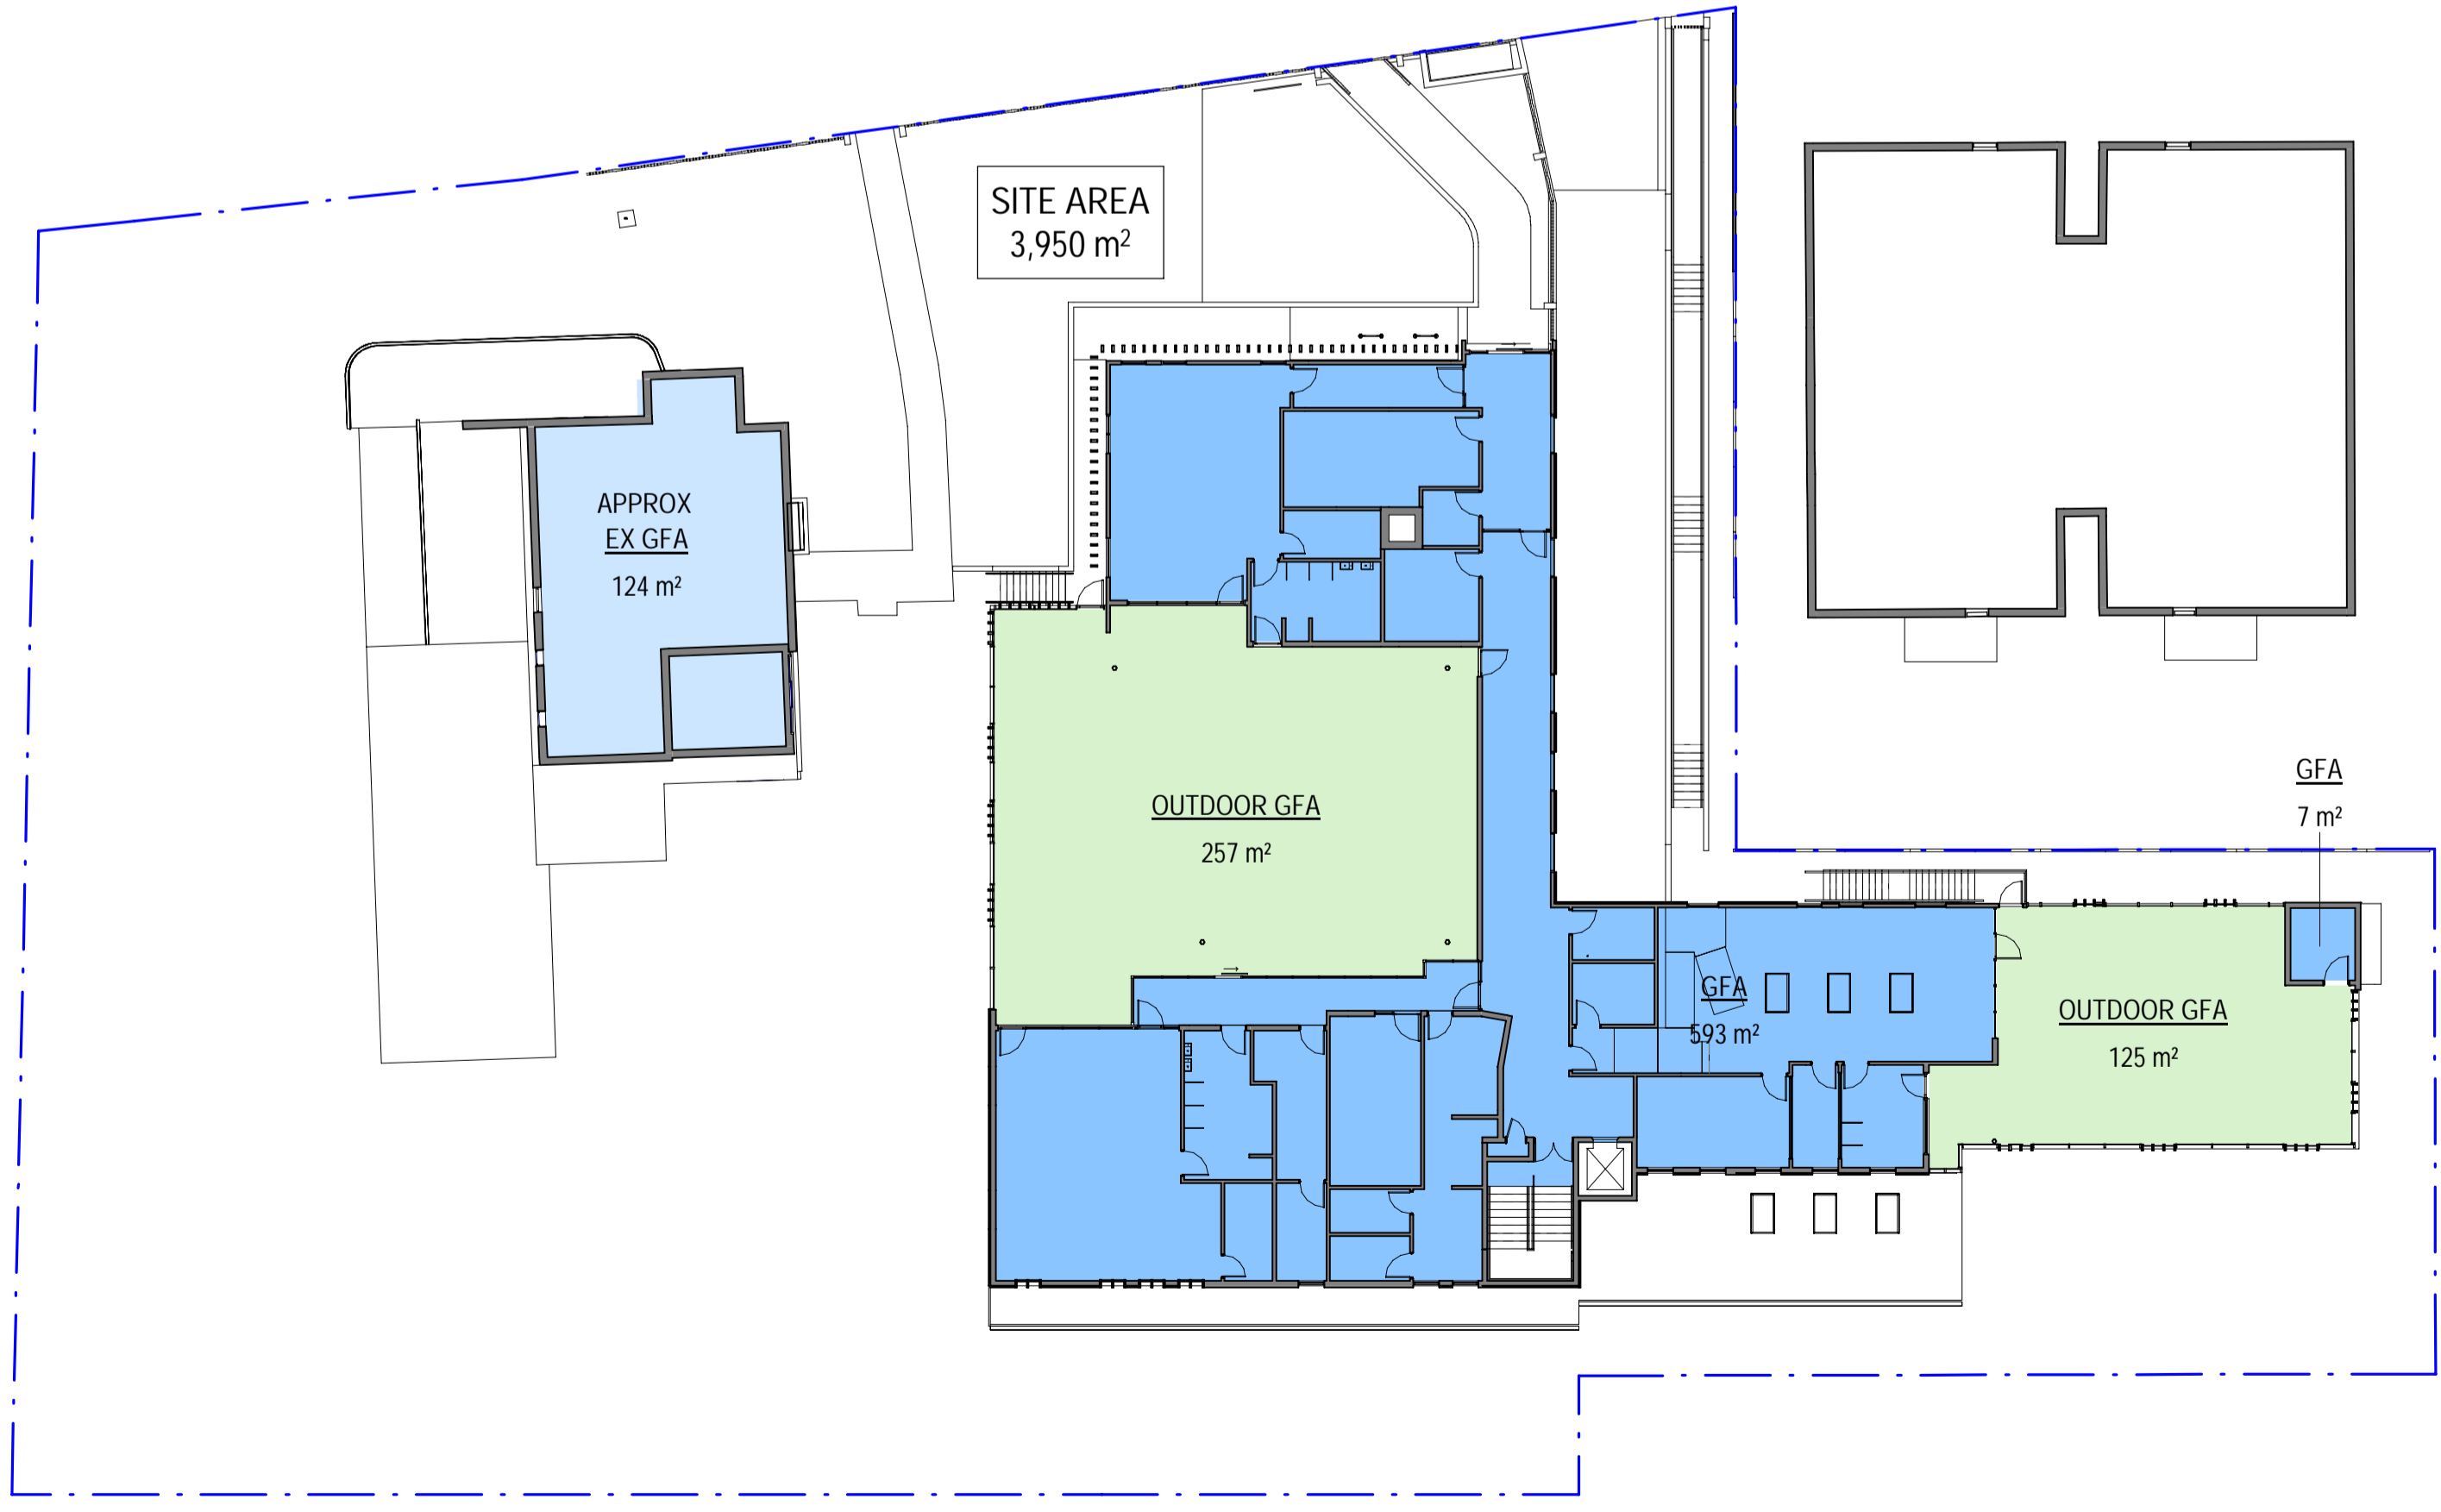 SITE AREA
3,950 m²
APPROX
EX GFA
124 m²
OUTDOOR GFA
257 m²
GFA
7 m²
GFA
593 m²
OUTDOOR GFA
125 m²